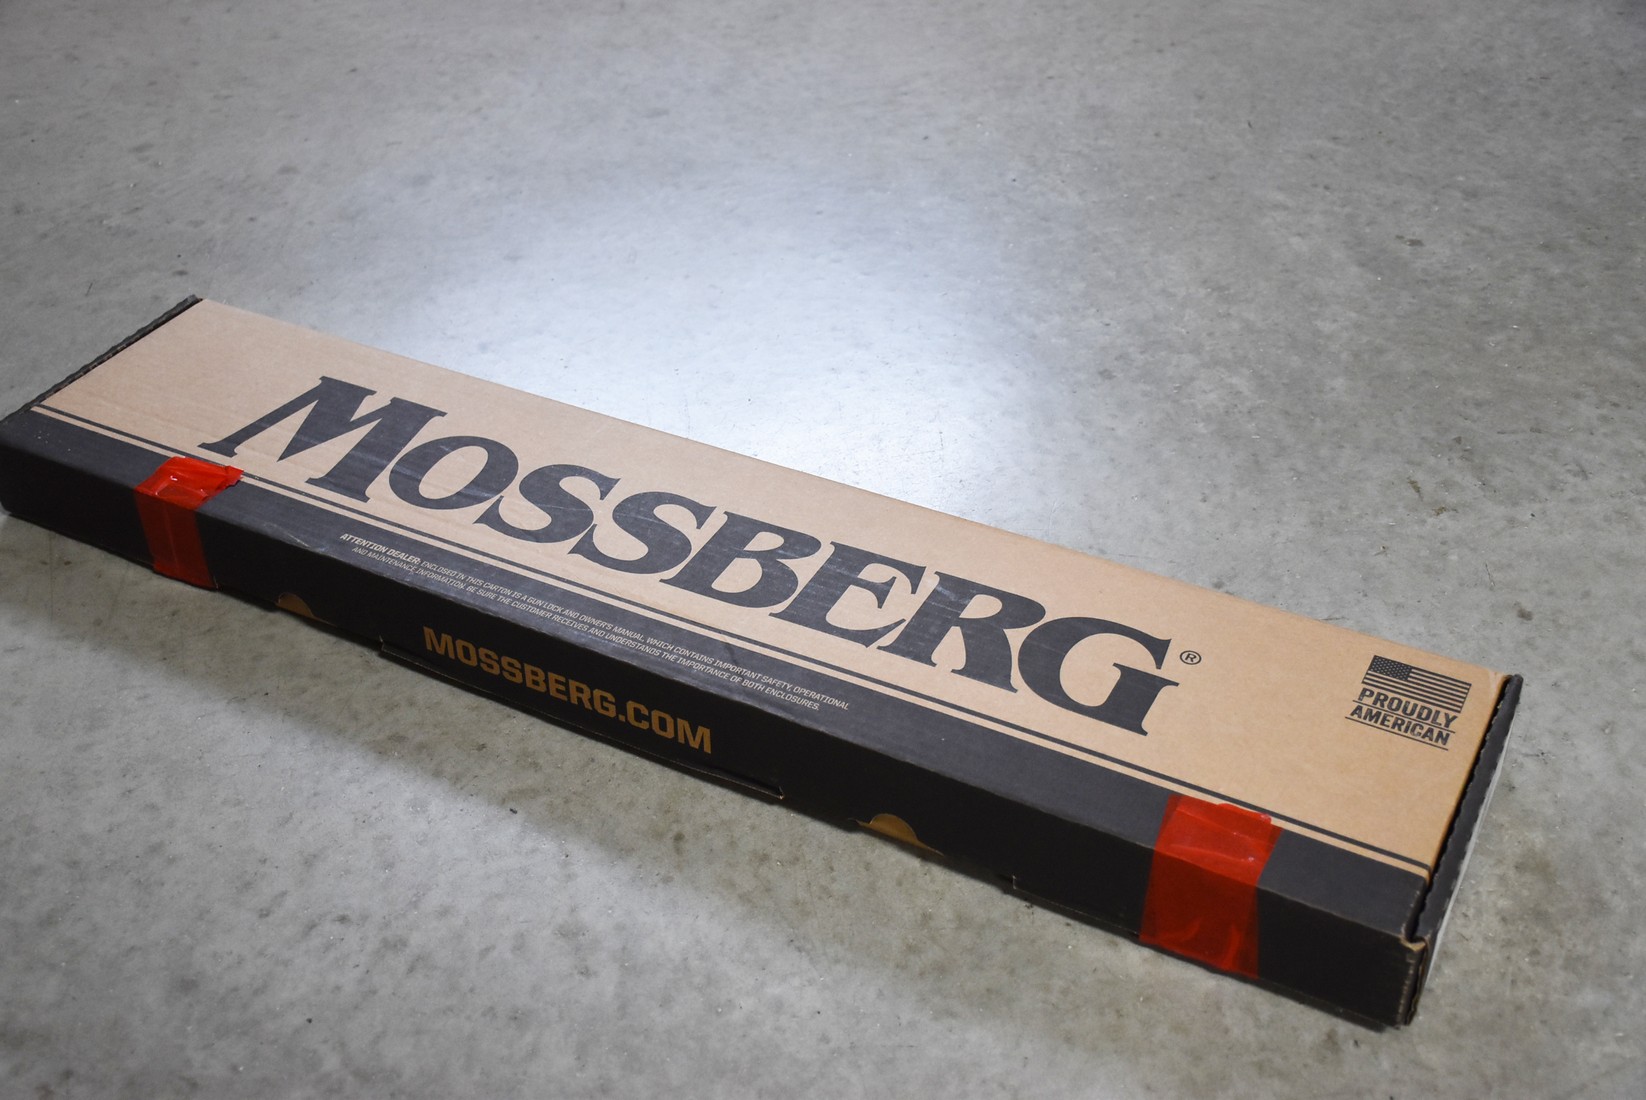 MOSSBERG®
PROUDLY
AMERICAN
ATTENTION DEALER: ENCLOSED IN THIS CARTON IS A GUN LOCK AND OWNER'S MANUAL, WHICH CONTAINS IMPORTANT SAFETY, OPERATIONAL
AND MAINTENANCE INFORMATION. BE SURE THE CUSTOMER RECEIVES AND UNDERSTANDS THE IMPORTANCE OF BOTH ENCLOSURES.
MOSSBERG.COM